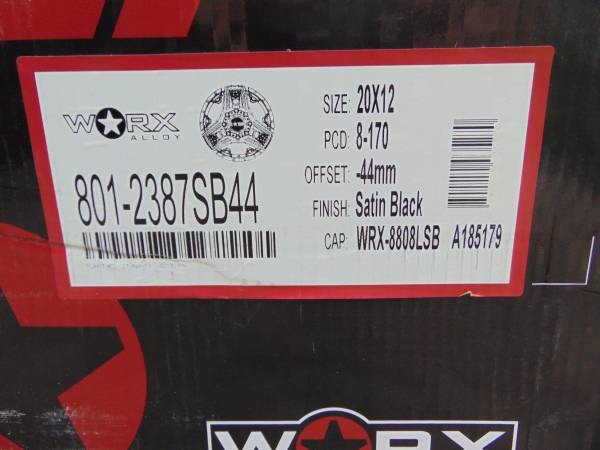 WORX
ALLOY
801-2387SB44
SIZE: 20X12
PCD: 8-170
OFFSET: -44mm
FINISH: Satin Black
CAP: WRX-8808LSB A185179
WORX